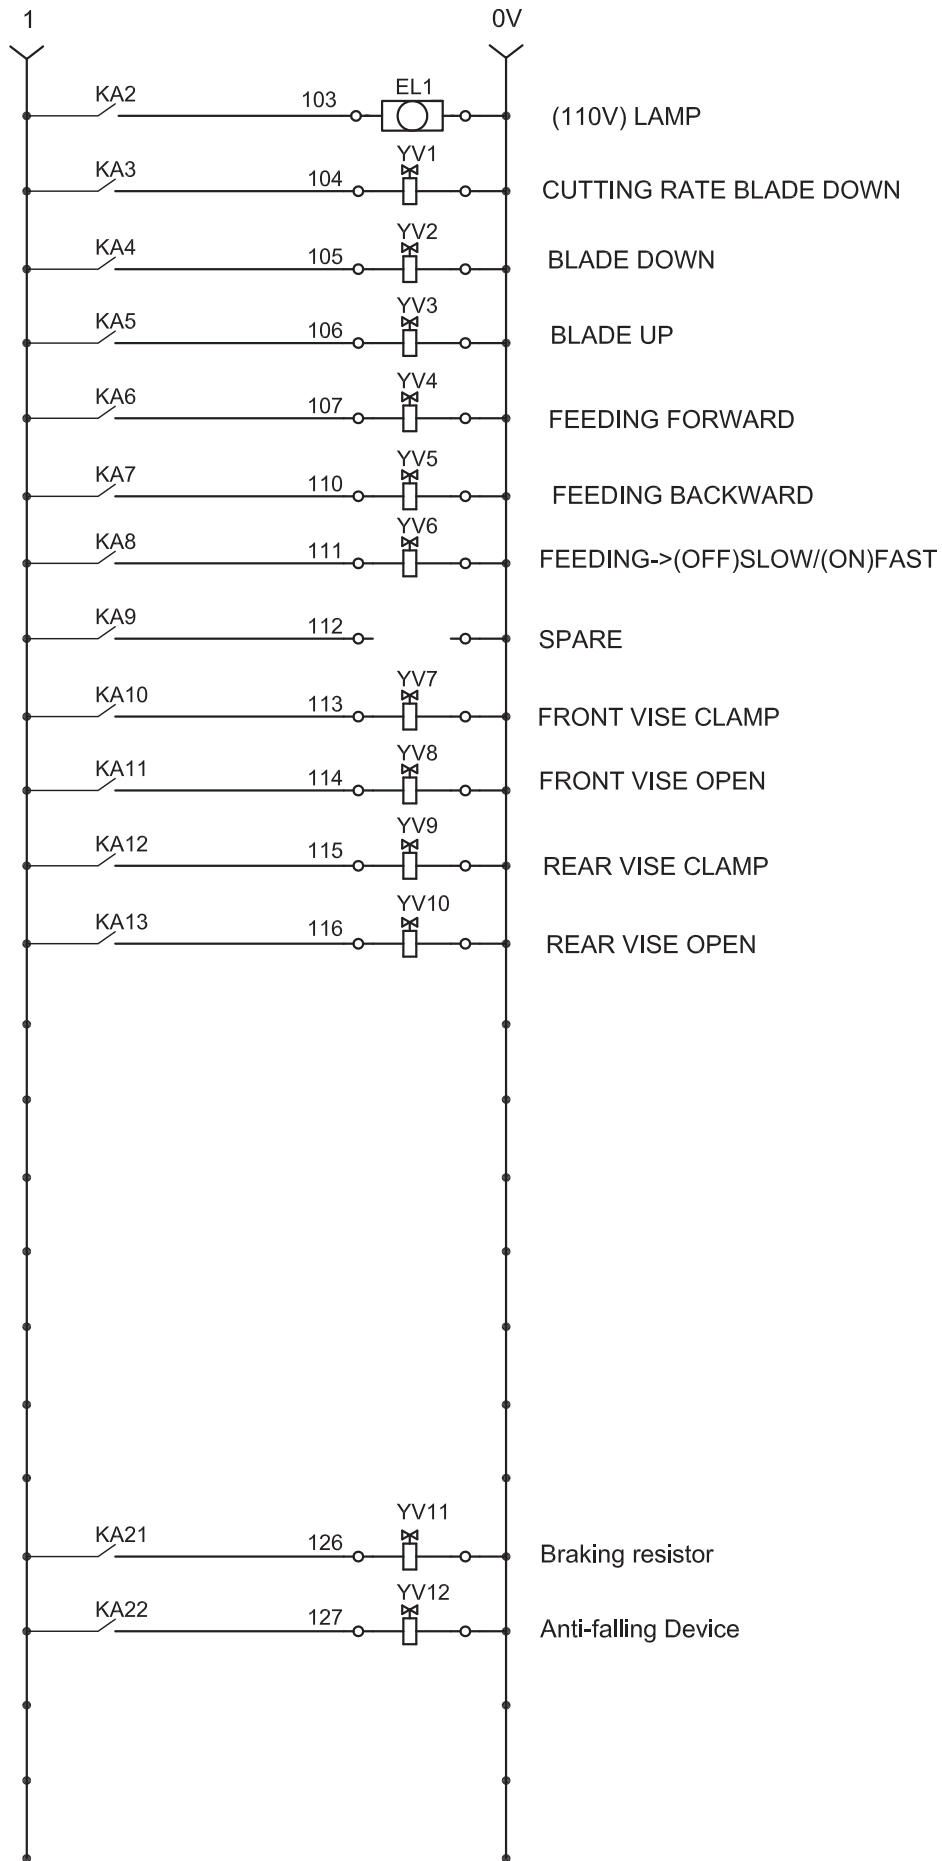 1 0V
KA2 103 EL1 (110V) LAMP
KA3 104 YV1 CUTTING RATE BLADE DOWN
KA4 105 YV2 BLADE DOWN
KA5 106 YV3 BLADE UP
KA6 107 YV4 FEEDING FORWARD
KA7 110 YV5 FEEDING BACKWARD
KA8 111 YV6 FEEDING->(OFF)SLOW/(ON)FAST
KA9 112 SPARE
KA10 113 YV7 FRONT VISE CLAMP
KA11 114 YV8 FRONT VISE OPEN
KA12 115 YV9 REAR VISE CLAMP
KA13 116 YV10 REAR VISE OPEN
KA21 126 YV11 Braking resistor
KA22 127 YV12 Anti-falling Device